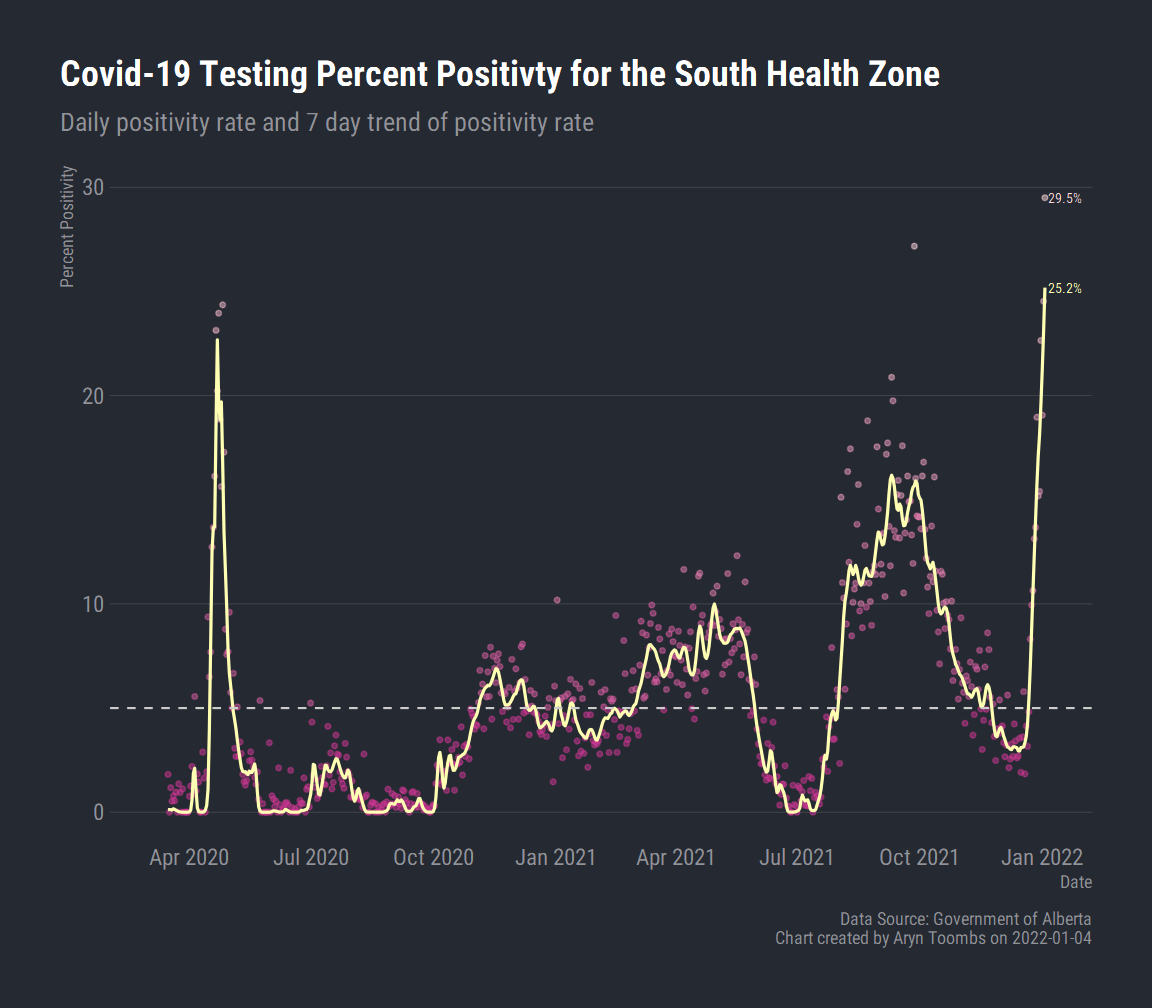 Covid-19 Testing Percent Positivty for the South Health Zone
Daily positivity rate and 7 day trend of positivity rate
Percent Positivity
30
29.5%
25.2%
20
10
0
Apr 2020 Jul 2020 Oct 2020 Jan 2021 Apr 2021 Jul 2021 Oct 2021 Jan 2022
Date
Data Source: Government of Alberta
Chart created by Aryn Toombs on 2022-01-04